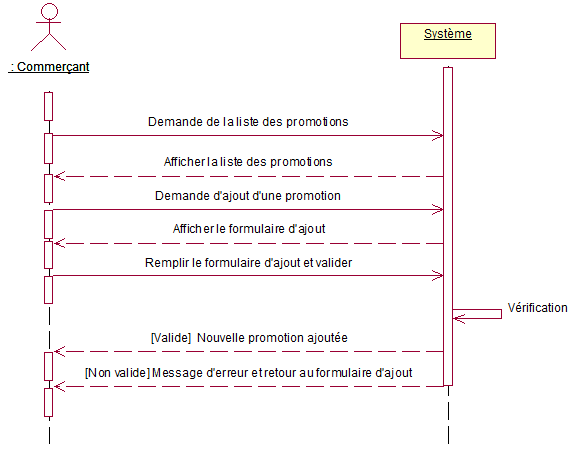 Système
: Commerçant
Demande de la liste des promotions
Afficher la liste des promotions
Demande d'ajout d'une promotion
Afficher le formulaire d'ajout
Remplir le formulaire d'ajout et valider
Vérification
[Valide] Nouvelle promotion ajoutée
[Non valide] Message d'erreur et retour au formulaire d'ajout